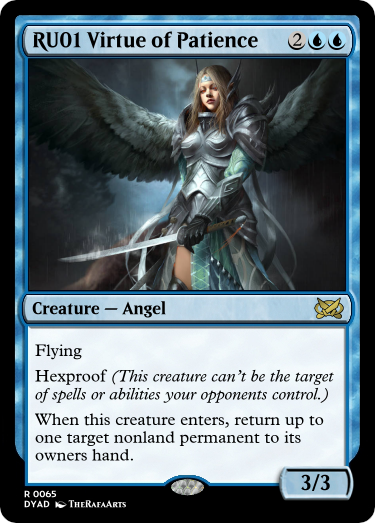 RU01 Virtue of Patience 2
Creature — Angel
Flying
Hexproof (This creature can't be the target
of spells or abilities your opponents control.)
When this creature enters, return up to
one target nonland permanent to its
owners hand.
3/3
R 0065
DYAD TheRafaArts